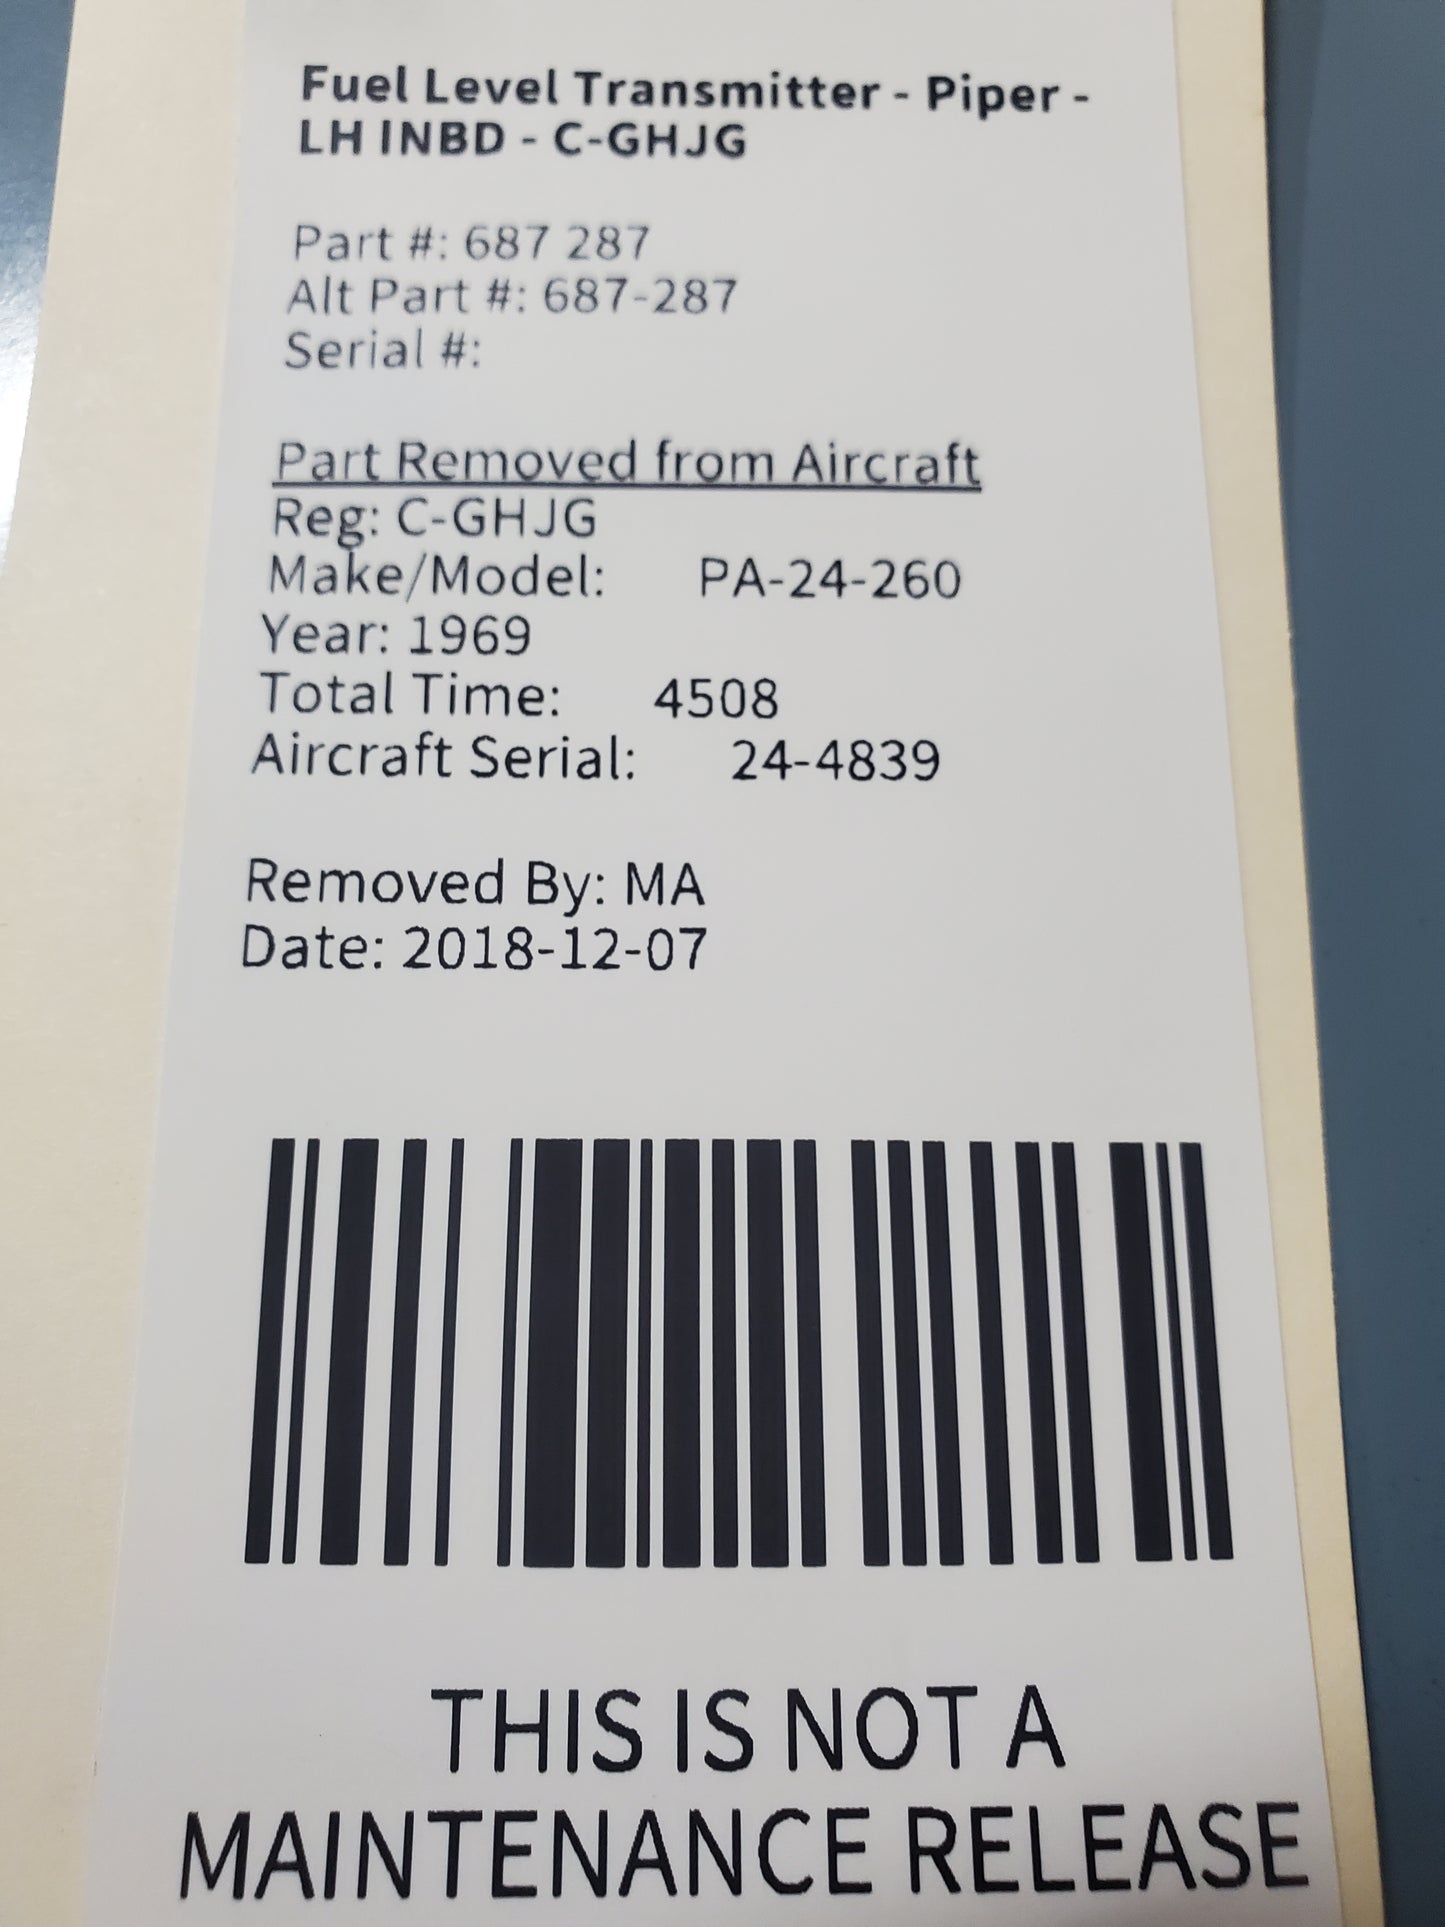 Fuel Level Transmitter - Piper -
LH INBD - C-GHJG
Part #: 687 287
Alt Part #: 687-287
Serial #:
Part Removed from Aircraft
Reg: C-GHJG
Make/Model: PA-24-260
Year: 1969
Total Time: 4508
Aircraft Serial: 24-4839
Removed By: MA
Date: 2018-12-07
THIS IS NOT A
MAINTENANCE RELEASE